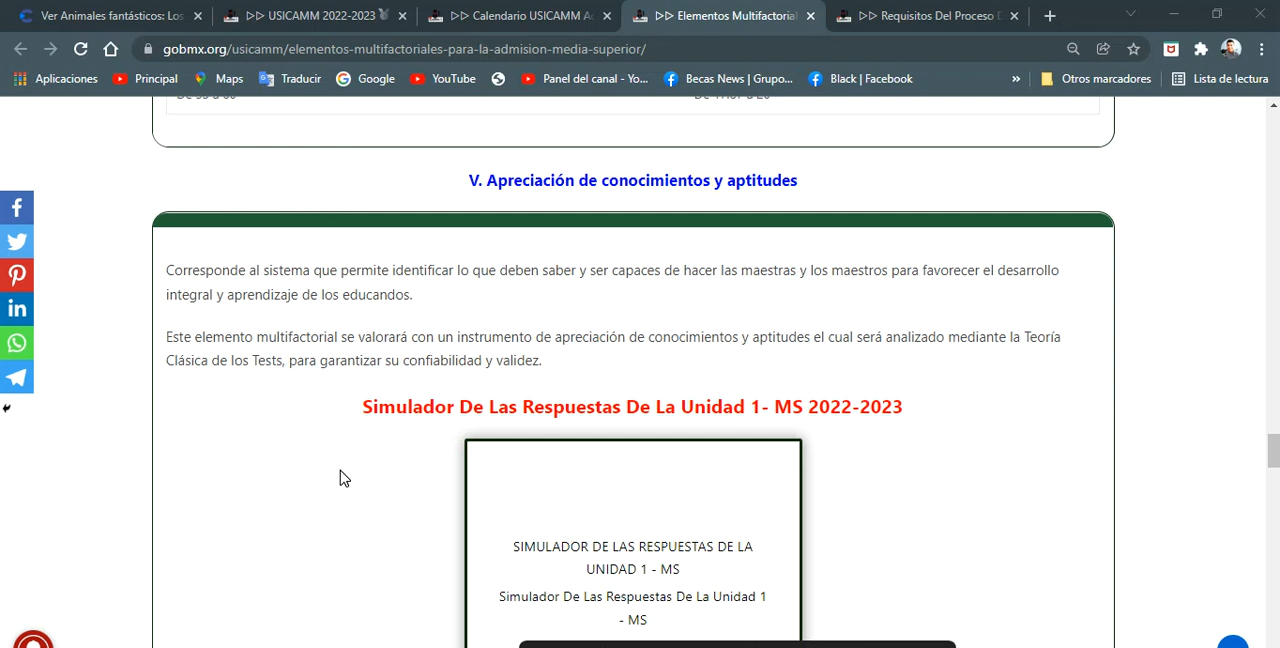 Ver Animales fantásticos: Los
▷▷ USICAMM 2022-2023
▷▷ Calendario USICAMM A
▷▷ Elementos Multifactorial
▷▷ Requisitos Del Proceso D
gobmx.org/usicamm/elementos-multifactoriales-para-la-admision-media-superior/
Aplicaciones Principal Maps Traducir Google YouTube Panel del canal - Yo... Becas News | Grupo... Black | Facebook » Otros marcadores Lista de lectura
V. Apreciación de conocimientos y aptitudes
Corresponde al sistema que permite identificar lo que deben saber y ser capaces de hacer las maestras y los maestros para favorecer el desarrollo
integral y aprendizaje de los educandos.
Este elemento multifactorial se valorará con un instrumento de apreciación de conocimientos y aptitudes el cual será analizado mediante la Teoría
Clásica de los Tests, para garantizar su confiabilidad y validez.
Simulador De Las Respuestas De La Unidad 1- MS 2022-2023
SIMULADOR DE LAS RESPUESTAS DE LA
UNIDAD 1 - MS
Simulador De Las Respuestas De La Unidad 1
- MS